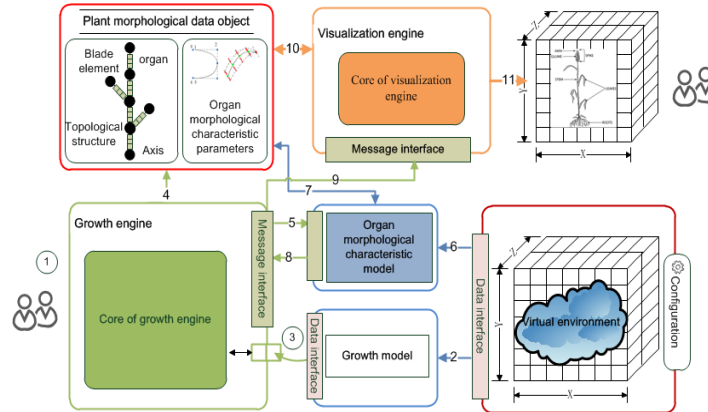 Plant morphological data object
Blade
element
organ
Topological
structure
Axis
Organ
morphological
characteristic
parameters
10
Visualization engine
Core of visualization
engine
Message interface
11
Z
Y
X
4
9
7
1
Growth engine
Core of growth engine
Message interface
5
8
Organ
morphological
characteristic
model
6
3
Data interface
Growth model
2
Data interface
Z
Y
X
Virtual environment
Configuration